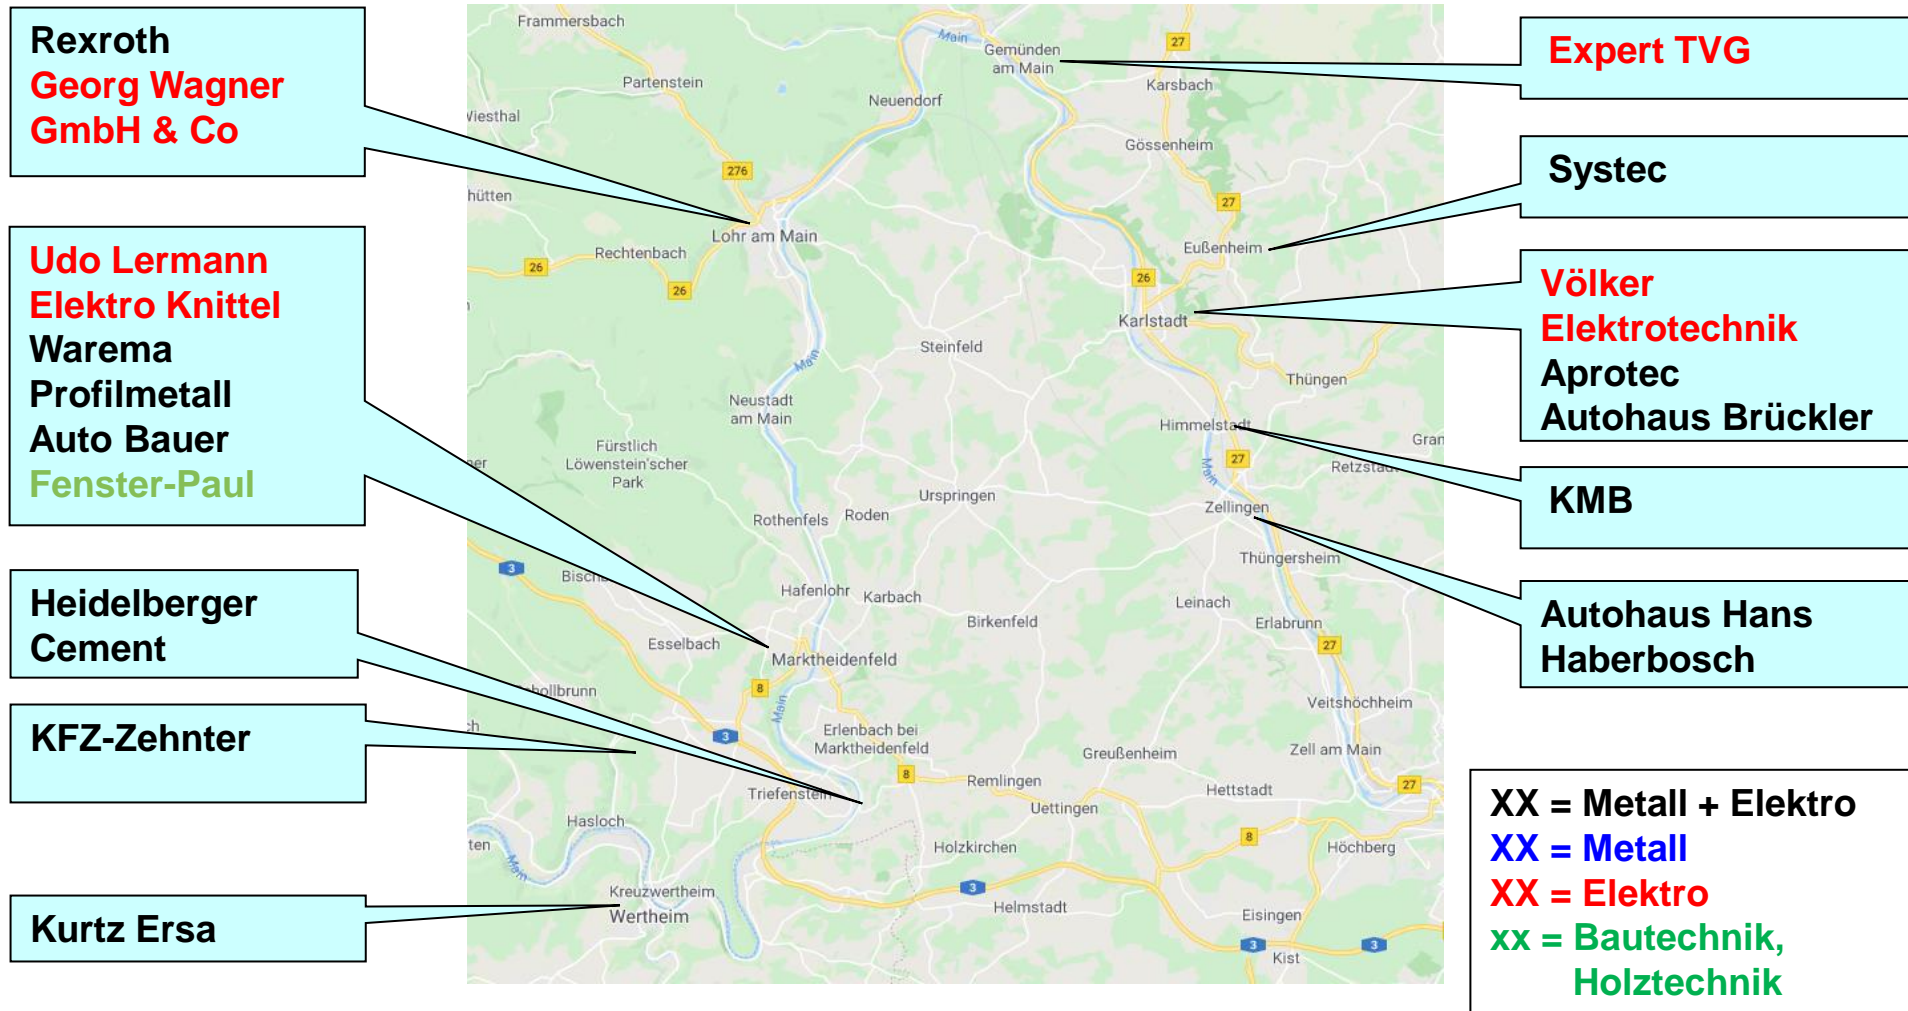 Rexroth
Georg Wagner
GmbH & Co
Udo Lermann
Elektro Knittel
Warema
Profilmetall
Auto Bauer
Fenster-Paul
Heidelberger
Cement
KFZ-Zehnter
Kurtz Ersa
Frammersbach
Main
Gemünden
am Main
27
Partenstein
Karsbach
Neuendorf
Wiesthal
Gössenheim
276
hütten
27
Lohr am Main
Rechtenbach
Eußenheim
26
26
26
Karlstadt
Steinfeld
Main
Thüngen
Neustadt
am Main
Himmelstadt
Fürstlich
Löwenstein'scher
Park
27
Main
Retzstadt
Urspringen
Zellingen
Rothenfels
Roden
Thüngersheim
3
Hafenlohr
Karbach
Leinach
Birkenfeld
Erlabrunn
Esselbach
27
Marktheidenfeld
8
Main
Veitshöchheim
Erlenbach bei
Marktheidenfeld
3
Greußenheim
Zell am Main
8
Remlingen
27
Triefenstein
Uettingen
Hettstadt
Hasloch
8
Main
Holzkirchen
Höchberg
3
Kreuzwertheim
Wertheim
Helmstadt
Eisingen
3
3
Kist
Expert TVG
Systec
Völker
Elektrotechnik
Aprotec
Autohaus Brückler
KMB
Autohaus Hans
Haberbosch
XX = Metall + Elektro
XX = Metall
XX = Elektro
xx = Bautechnik,
Holztechnik